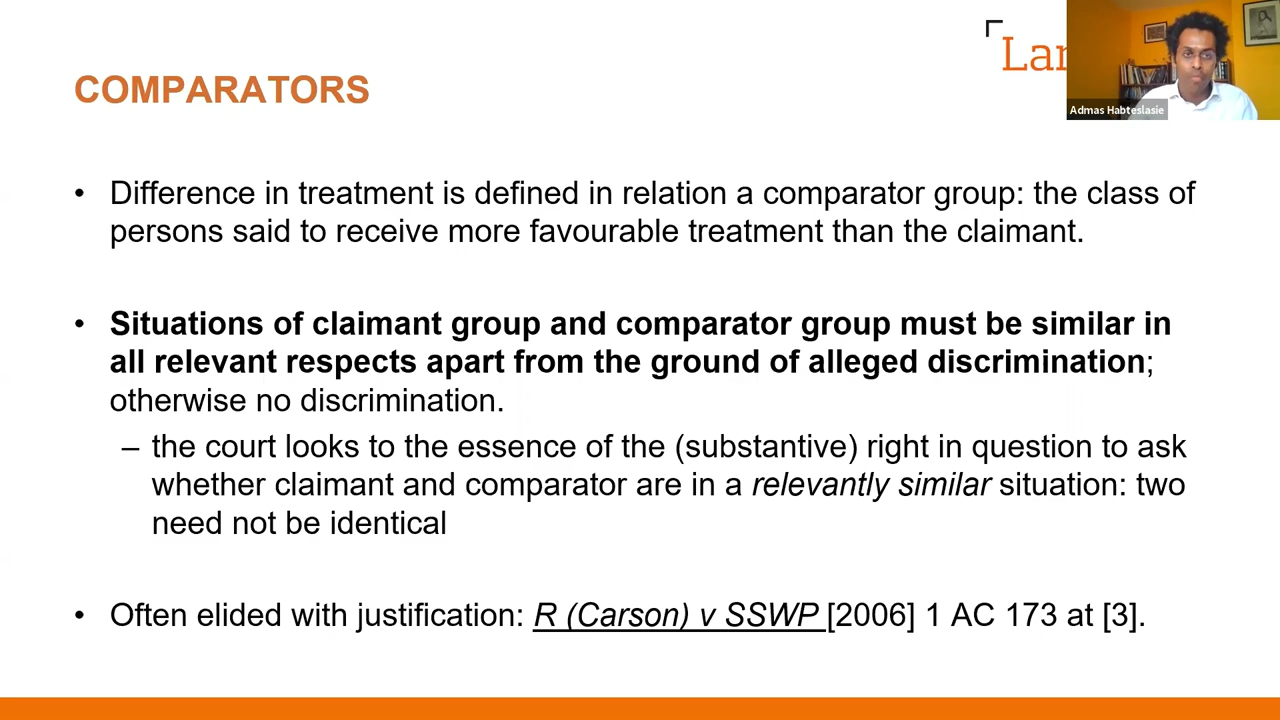 Lan
Admas Habteslasie
COMPARATORS
• Difference in treatment is defined in relation a comparator group: the class of
persons said to receive more favourable treatment than the claimant.
• Situations of claimant group and comparator group must be similar in
all relevant respects apart from the ground of alleged discrimination;
otherwise no discrimination.
– the court looks to the essence of the (substantive) right in question to ask
whether claimant and comparator are in a relevantly similar situation: two
need not be identical
• Often elided with justification: R (Carson) v SSWP [2006] 1 AC 173 at [3].